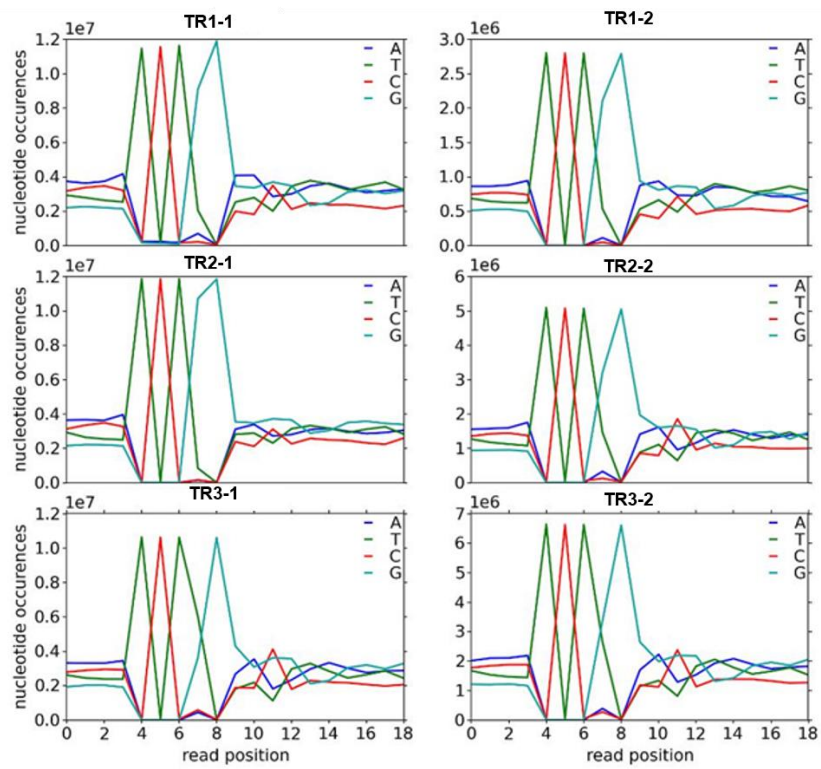 TR1-1
TR1-2
1e7
1e6
nucleotide occurences
1.2
1.0
0.8
0.6
0.4
0.2
0.0
A
T
C
G
3.0
2.5
2.0
1.5
1.0
0.5
0.0
A
T
C
G
TR2-1
TR2-2
1e7
1e6
nucleotide occurences
1.2
1.0
0.8
0.6
0.4
0.2
0.0
A
T
C
G
6
5
4
3
2
1
0
A
T
C
G
TR3-1
TR3-2
1e7
1e6
nucleotide occurences
1.2
1.0
0.8
0.6
0.4
0.2
0.0
A
T
C
G
7
6
5
4
3
2
1
0
A
T
C
G
0 2 4 6 8 10 12 14 16 18
0 2 4 6 8 10 12 14 16 18
read position
read position